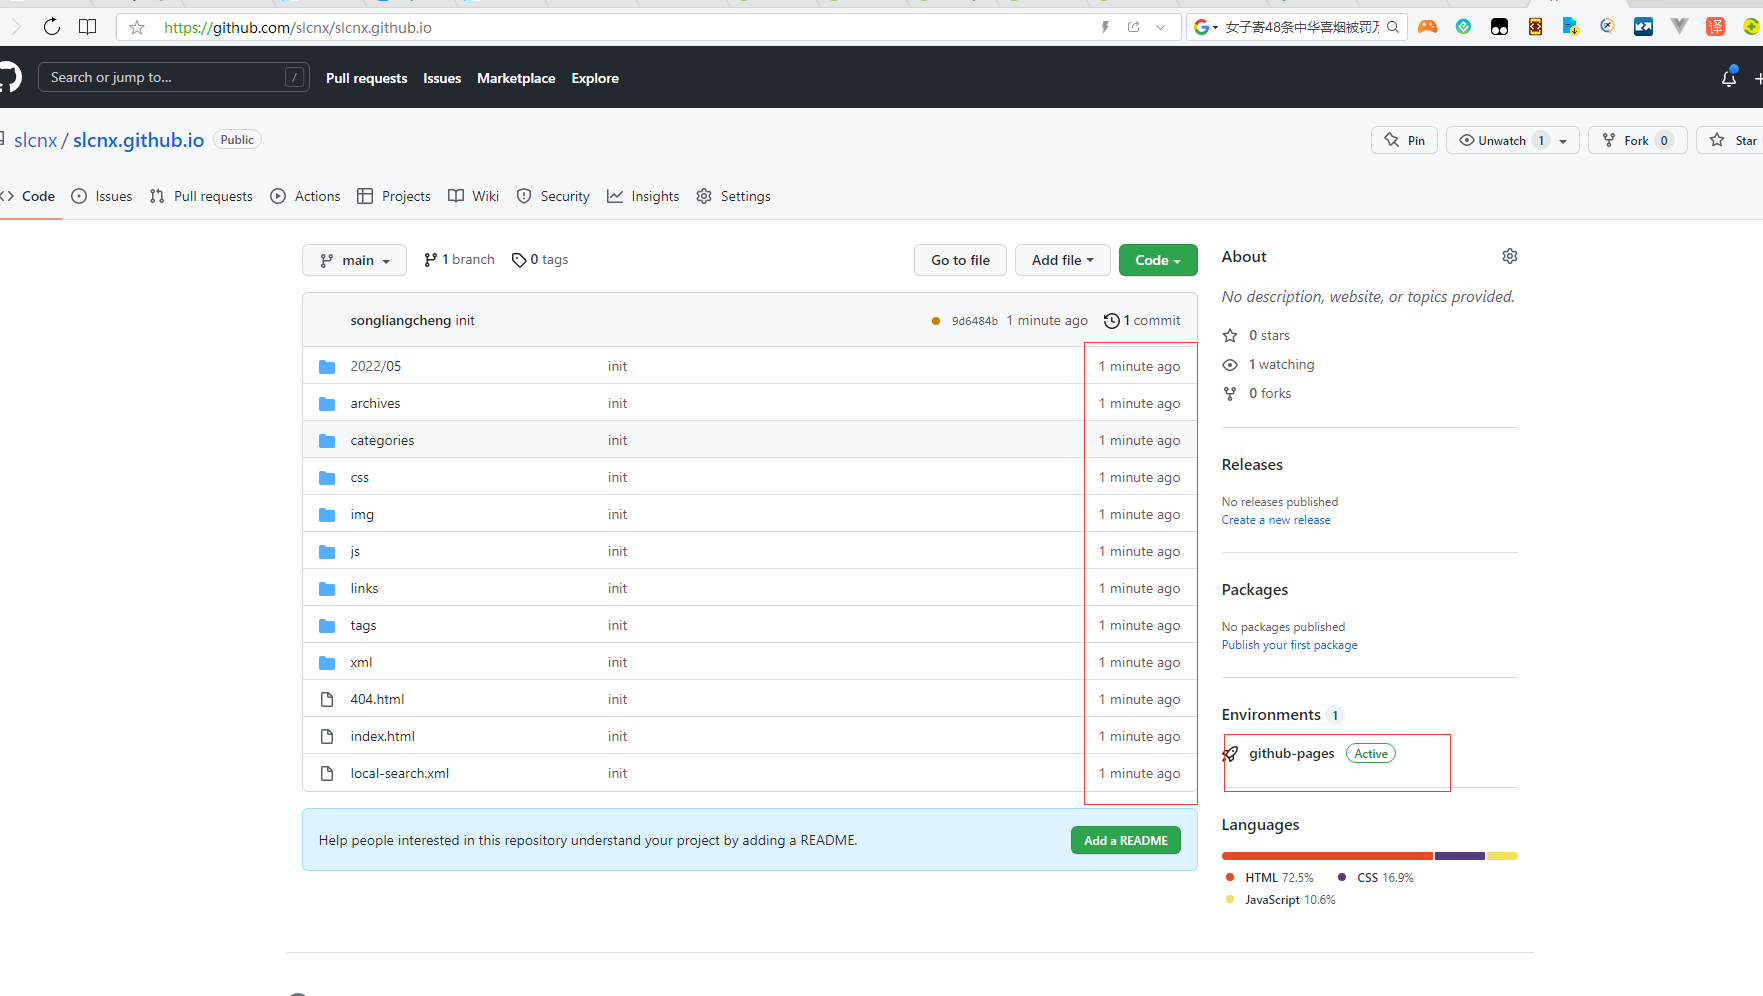 https://github.com/slcnx/slcnx.github.io
女子寄48条中华喜烟被罚
译
Search or jump to... /
Pull requests Issues Marketplace Explore
slcnx / slcnx.github.io Public
Pin Unwatch 1 Fork 0 Star
Code Issues Pull requests Actions Projects Wiki Security Insights Settings
main 1 branch 0 tags Go to file Add file Code
songliangcheng init 9d6484b 1 minute ago 1 commit
2022/05 init 1 minute ago
archives init 1 minute ago
categories init 1 minute ago
css init 1 minute ago
img init 1 minute ago
js init 1 minute ago
links init 1 minute ago
tags init 1 minute ago
xml init 1 minute ago
404.html init 1 minute ago
index.html init 1 minute ago
local-search.xml init 1 minute ago
Help people interested in this repository understand your project by adding a README. Add a README
About
No description, website, or topics provided.
0 stars
1 watching
0 forks
Releases
No releases published
Create a new release
Packages
No packages published
Publish your first package
Environments 1
github-pages Active
Languages
HTML 72.5% CSS 16.9%
JavaScript 10.6%